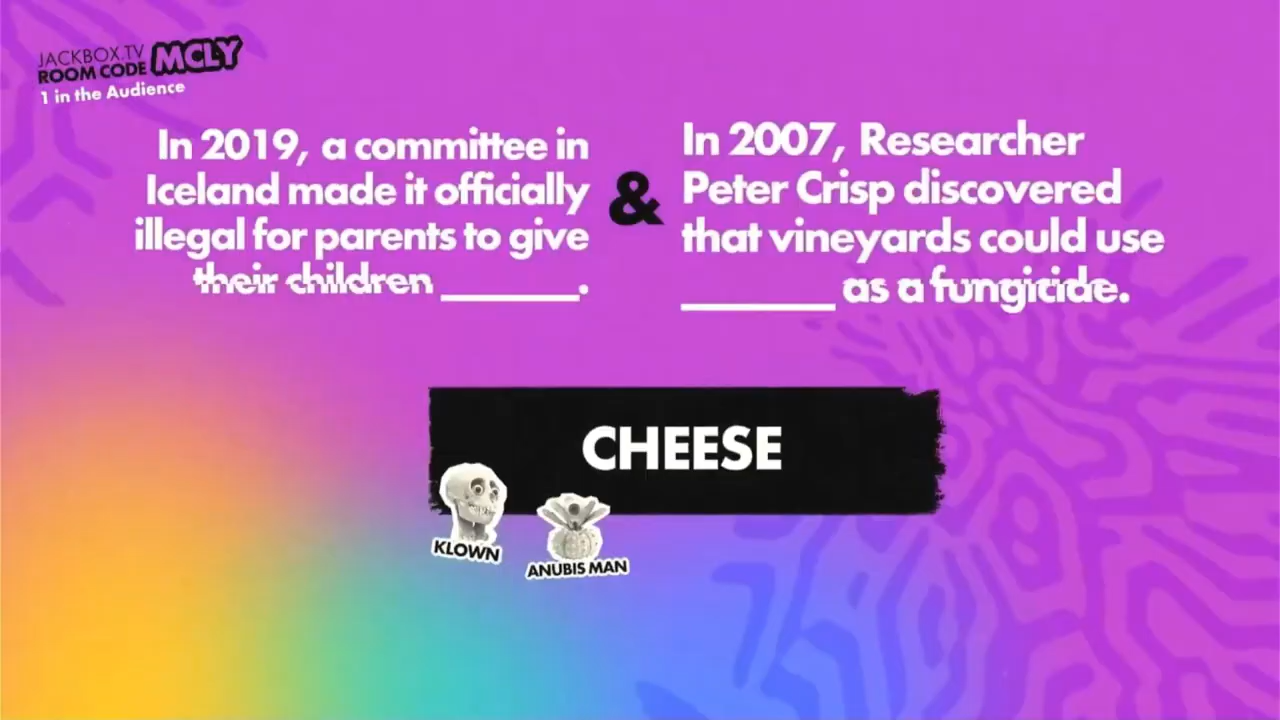 JACKBOX.TV
ROOM CODE MCLY
1 in the Audience
In 2019, a committee in
Iceland made it officially
illegal for parents to give
their children ______.
&
In 2007, Researcher
Peter Crisp discovered
that vineyards could use
______ as a fungicide.
CHEESE
KLOWN
ANUBIS MAN